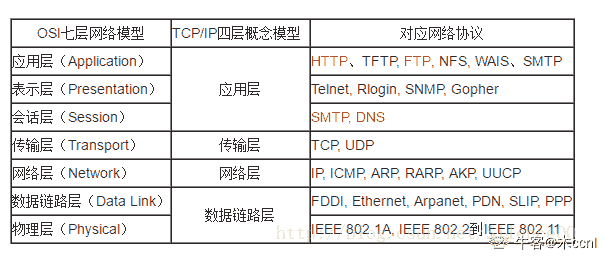 OSI七层网络模型 TCP/IP四层概念模型 对应网络协议
应用层（Application） 应用层 HTTP、TFTP, FTP, NFS, WAIS、SMTP
表示层（Presentation） Telnet, Rlogin, SNMP, Gopher
会话层（Session） SMTP, DNS
传输层（Transport） 传输层 TCP, UDP
网络层（Network） 网络层 IP, ICMP, ARP, RARP, AKP, UUCP
数据链路层（Data Link） 数据链路层 FDDI, Ethernet, Arpanet, PDN, SLIP, PPP
物理层（Physical） IEEE 802.1A, IEEE 802.2到IEEE 802.11
牛客@木ccnl